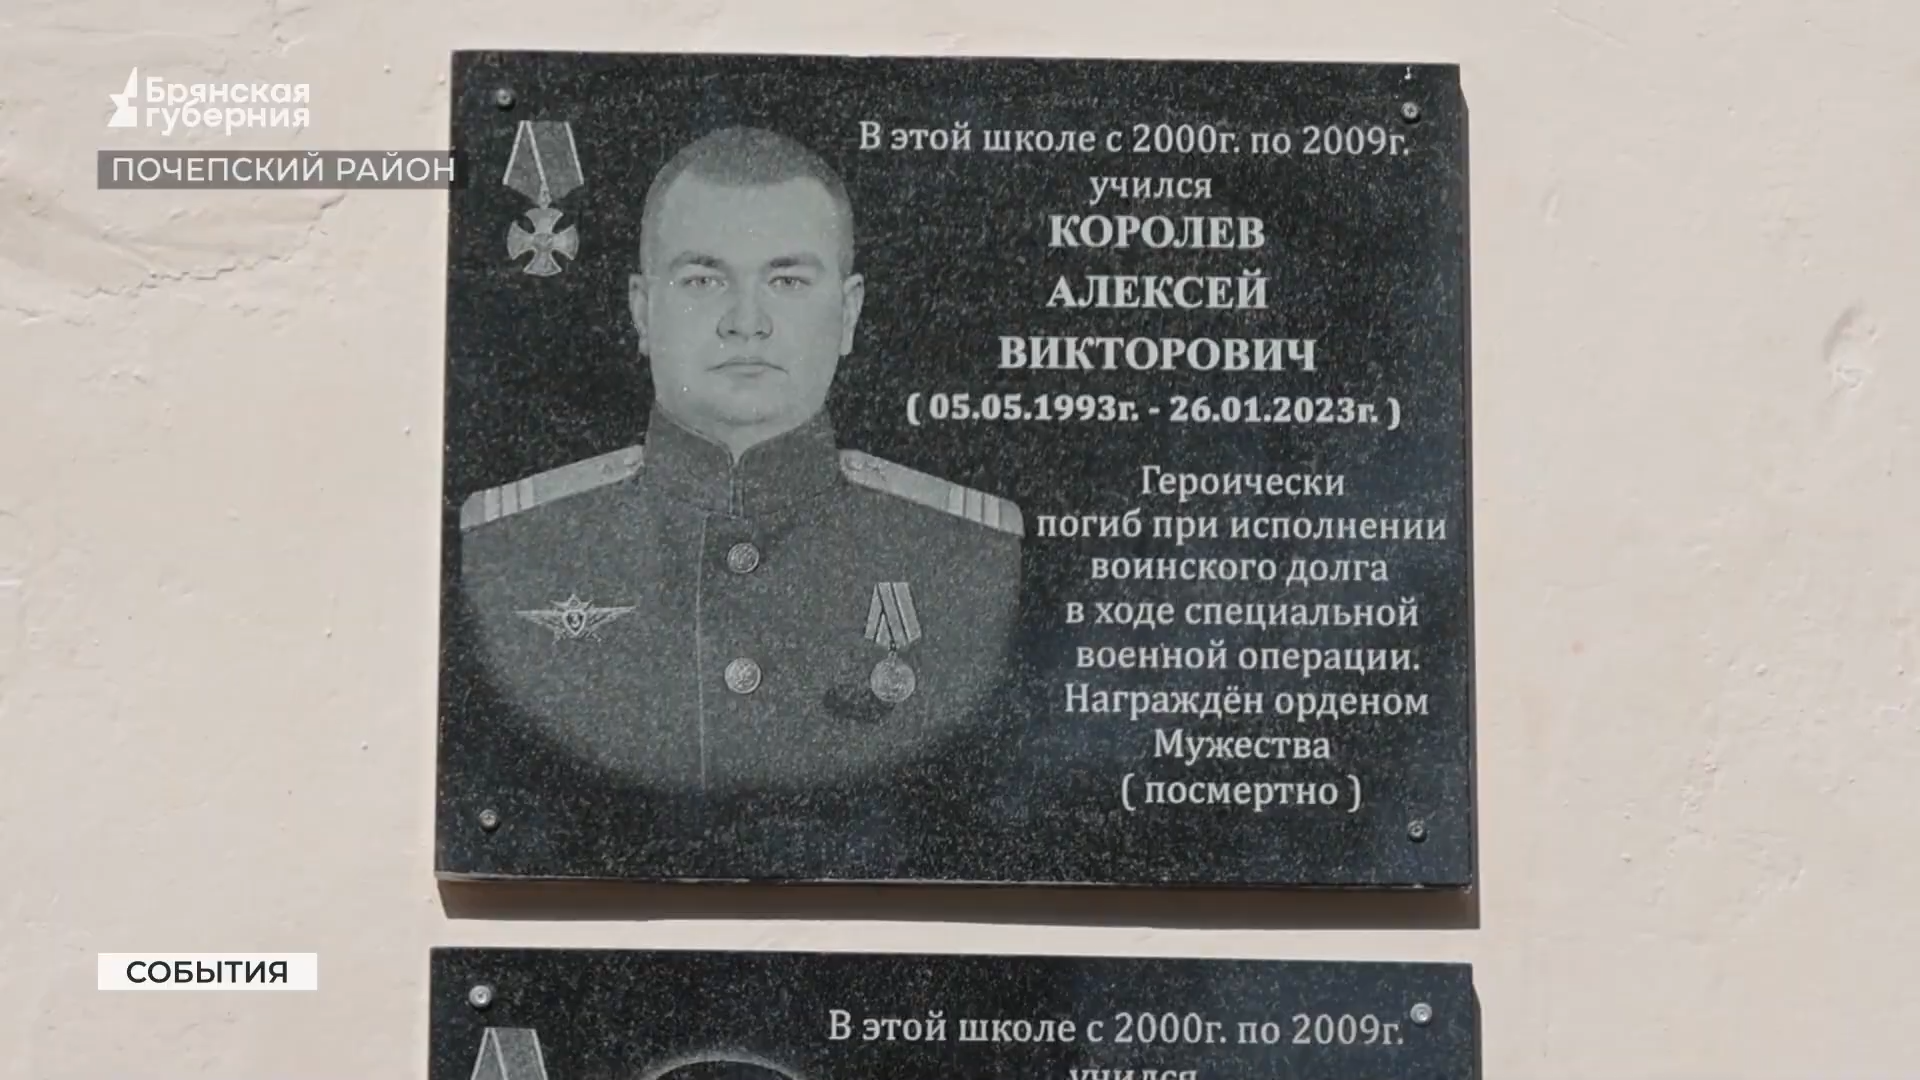 Брянская
губерния
ПОЧЕПСКИЙ РАЙОН
В этой школе с 2000г. по 2009г.
учился
КОРОЛЕВ
АЛЕКСЕЙ
ВИКТОРОВИЧ
( 05.05.1993г. - 26.01.2023г. )
Героически
погиб при исполнении
воинского долга
в ходе специальной
военной операции.
Награждён орденом
Мужества
( посмертно )
СОБЫТИЯ
В этой школе с 2000г. по 2009г.
учился